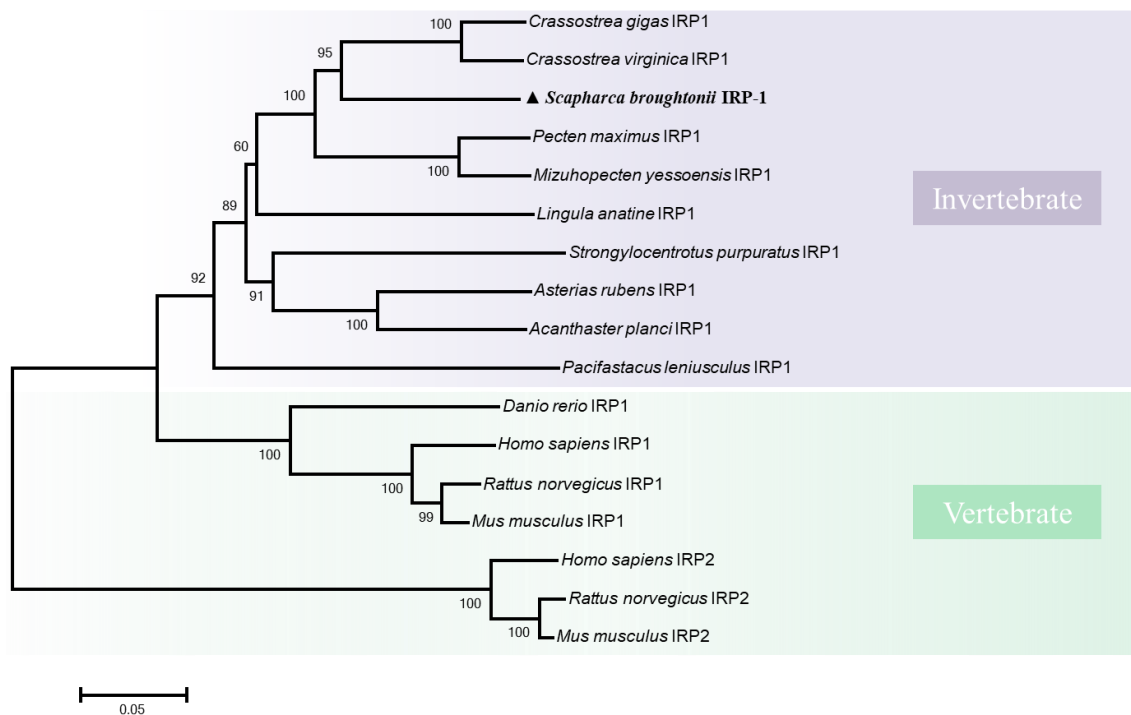 Crassostrea gigas IRP1
100
Crassostrea virginica IRP1
95
▲ Scapharca broughtonii IRP-1
100
Pecten maximus IRP1
60
100
Mizuhopecten yessoensis IRP1
Invertebrate
89
Lingula anatine IRP1
Strongylocentrotus purpuratus IRP1
92
91
Asterias rubens IRP1
100
Acanthaster planci IRP1
Pacifastacus leniusculus IRP1
Danio rerio IRP1
100
Homo sapiens IRP1
100
Rattus norvegicus IRP1
99
Mus musculus IRP1
Vertebrate
Homo sapiens IRP2
100
Rattus norvegicus IRP2
100
Mus musculus IRP2
0.05